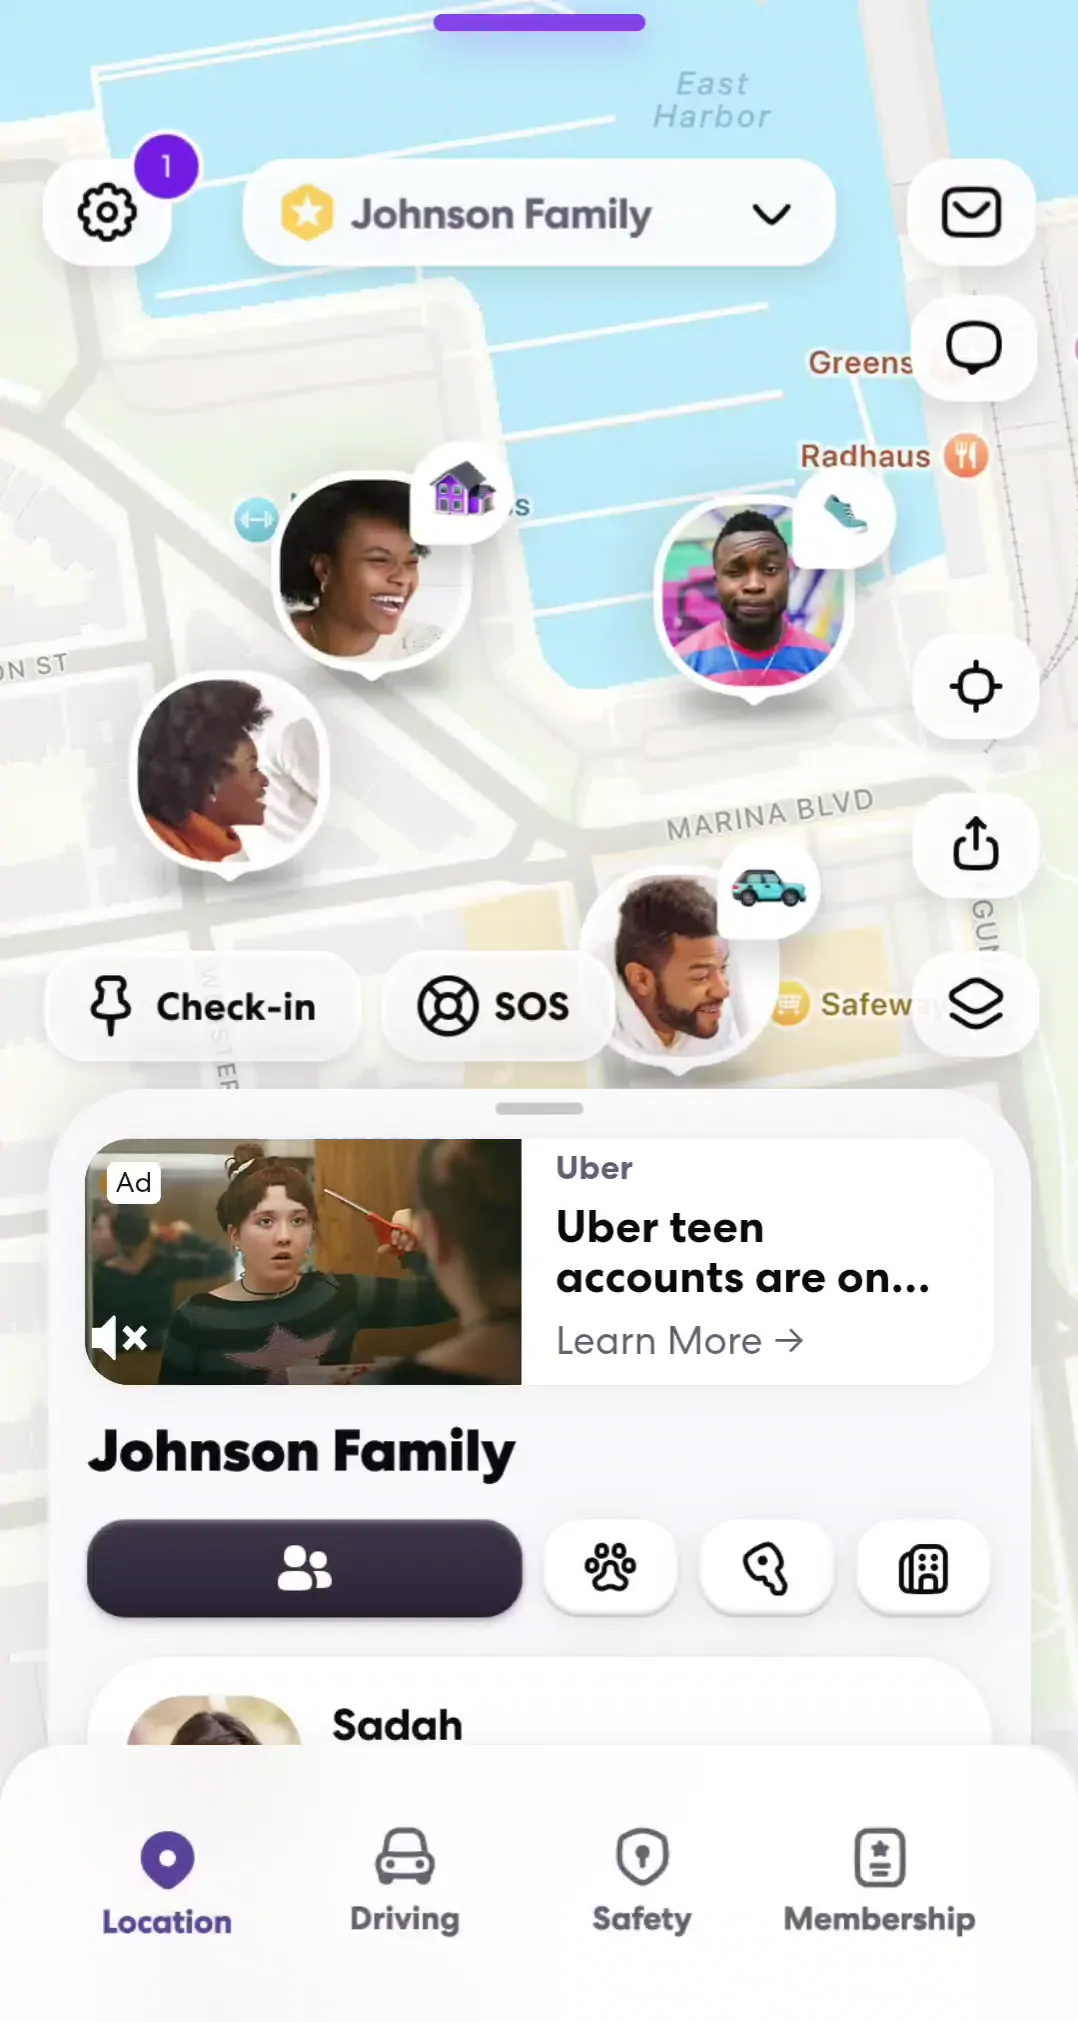 East
Harbor
1
Johnson Family
Greens
Radhaus
ON ST
MARINA BLVD
Check-in
SOS
Safeway
Ad
Uber
Uber teen
accounts are on...
Learn More →
Johnson Family
Sadah
Location
Driving
Safety
Membership